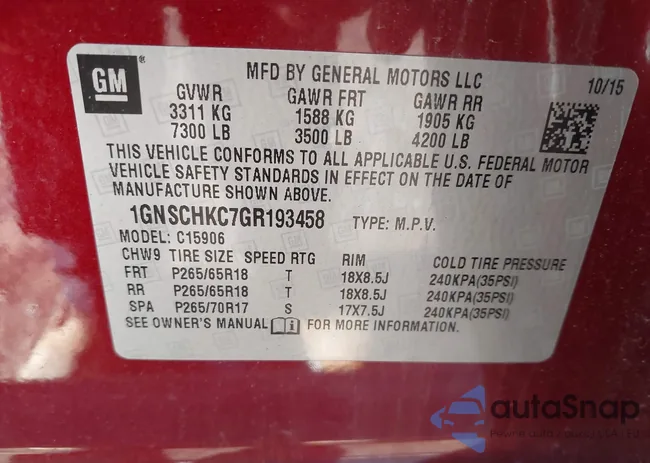 GM ®
MFD BY GENERAL MOTORS LLC
10/15
GVWR GAWR FRT GAWR RR
3311 KG 1588 KG 1905 KG
7300 LB 3500 LB 4200 LB
THIS VEHICLE CONFORMS TO ALL APPLICABLE U.S. FEDERAL MOTOR
VEHICLE SAFETY STANDARDS IN EFFECT ON THE DATE OF
MANUFACTURE SHOWN ABOVE.
1GNSCHKC7GR193458 TYPE: M.P.V.
MODEL: C15906
CHW9 TIRE SIZE SPEED RTG RIM COLD TIRE PRESSURE
FRT P265/65R18 T 18X8.5J 240KPA(35PSI)
RR P265/65R18 T 18X8.5J 240KPA(35PSI)
SPA P265/70R17 S 17X7.5J 240KPA(35PSI)
SEE OWNER'S MANUAL i FOR MORE INFORMATION.
autoSnap